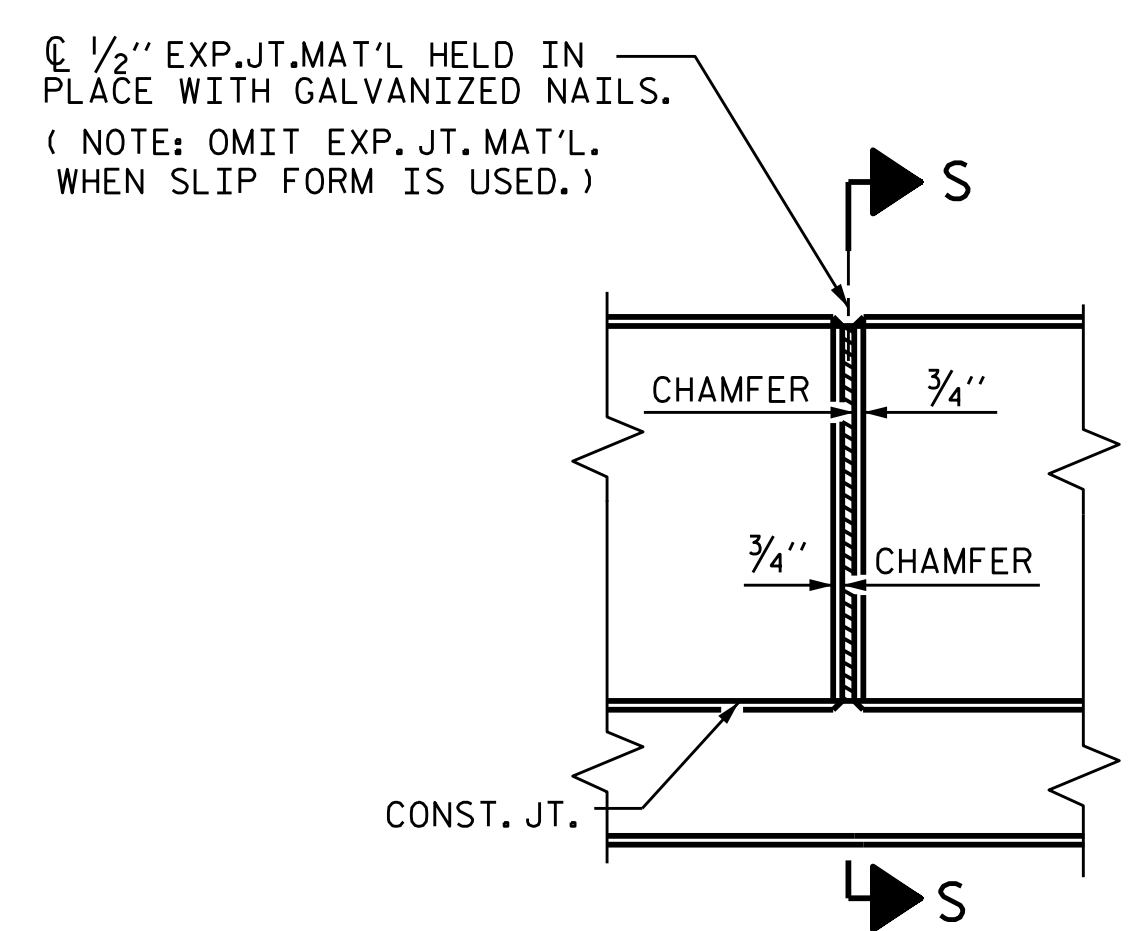 ℄ 1/2'' EXP.JT.MAT'L HELD IN
PLACE WITH GALVANIZED NAILS.
( NOTE: OMIT EXP. JT. MAT'L.
WHEN SLIP FORM IS USED.)
S
CHAMFER 3/4''
3/4'' CHAMFER
CONST. JT.
S